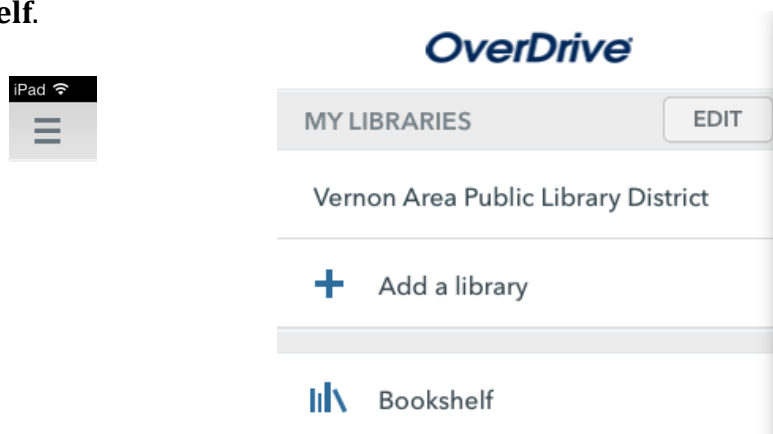 elf.
OverDrive
iPad
MY LIBRARIES
EDIT
Vernon Area Public Library District
+ Add a library
Bookshelf